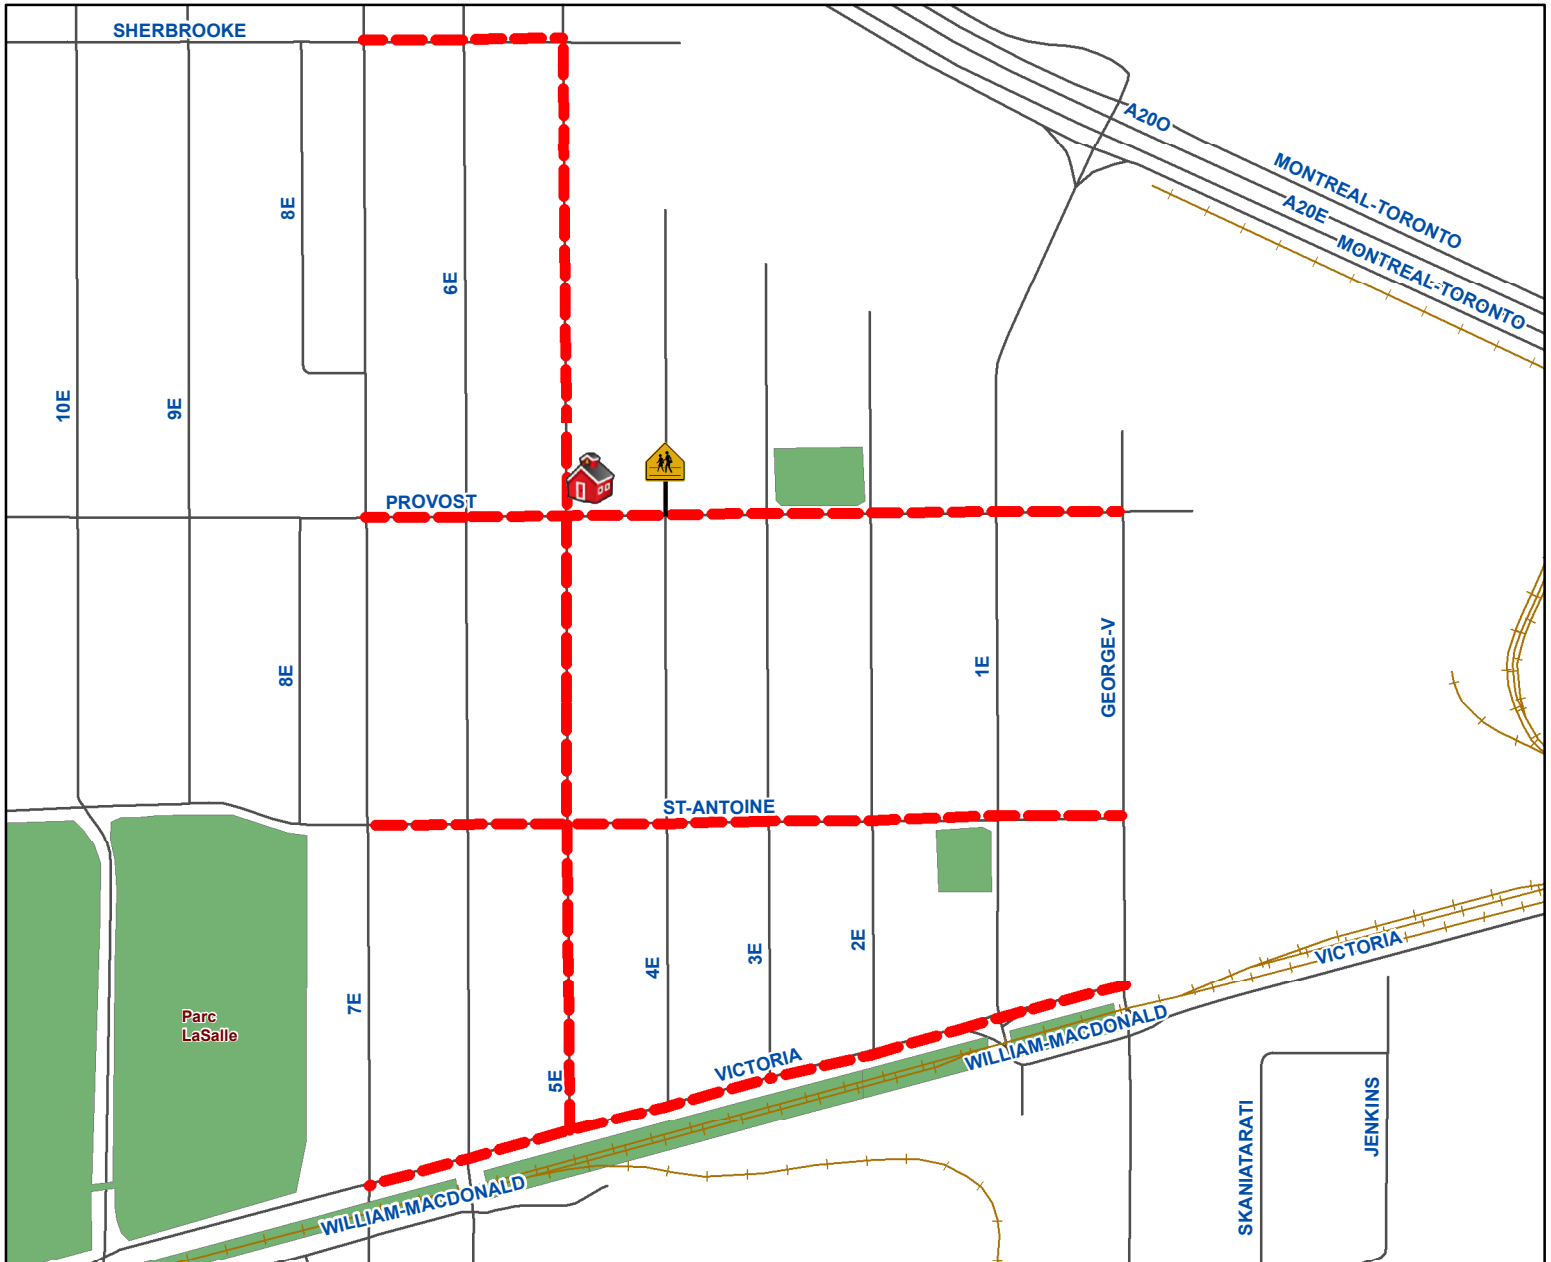 SHERBROOKE
A20O
MONTREAL-TORONTO
8E
A20E
MONTREAL-TORONTO
6E
10E
9E
PROVOST
8E
1E
GEORGE-V
ST-ANTOINE
4E
3E
2E
VICTORIA
7E
Parc
LaSalle
WILLIAM-MACDONALD
VICTORIA
5E
SKANIATARATI
JENKINS
WILLIAM-MACDONALD